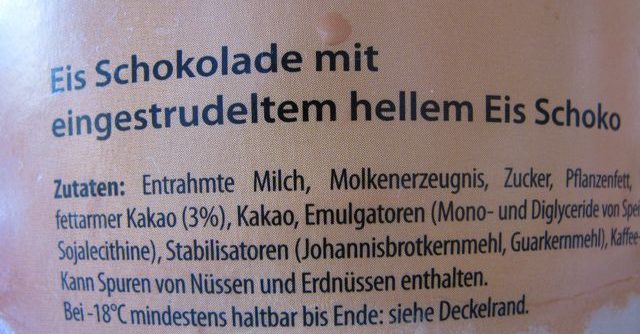 Eis Schokolade mit
eingestrudeltem hellem Eis Schoko
Zutaten: Entrahmte Milch, Molkenerzeugnis, Zucker, Pflanzenfett,
fettarmer Kakao (3%), Kakao, Emulgatoren (Mono- und Diglyceride von Spei
Sojalecithine), Stabilisatoren (Johannisbrotkernmehl, Guarkernmehl), Kaffee-
Kann Spuren von Nüssen und Erdnüssen enthalten.
Bei -18°C mindestens haltbar bis Ende: siehe Deckelrand.